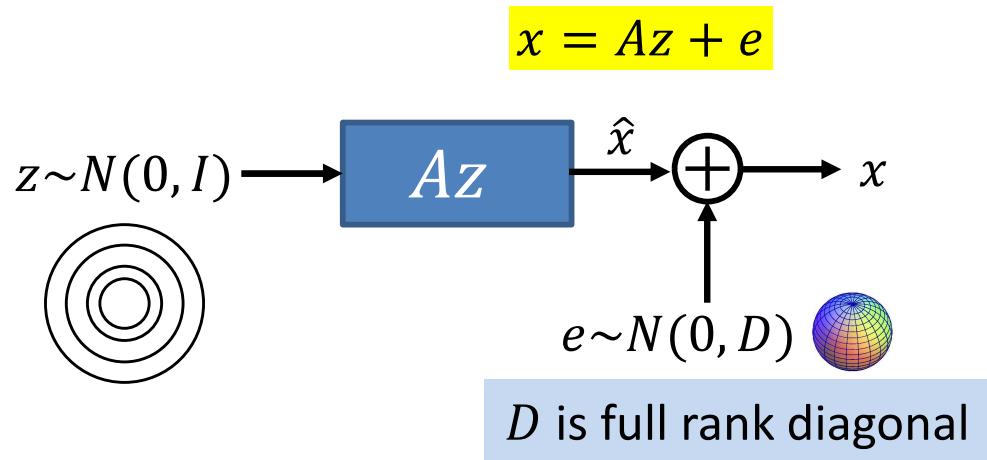 x = Az + e
z~N(0, I)
Az
x̂
x
e~N(0, D)
D is full rank diagonal